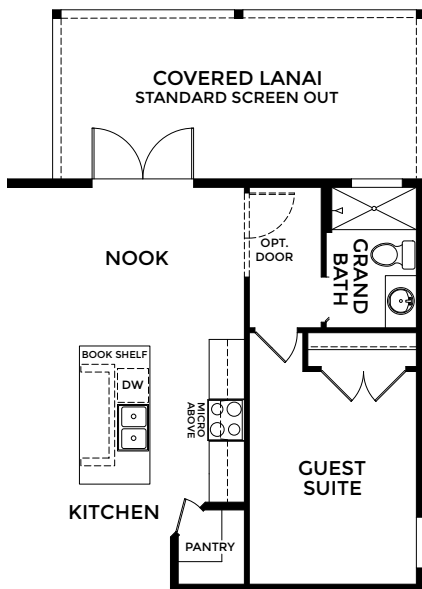 COVERED LANAI
STANDARD SCREEN OUT
NOOK
OPT.
DOOR
GRAND
BATH
BOOK SHELF
DW
MICRO
ABOVE
GUEST
SUITE
KITCHEN
PANTRY